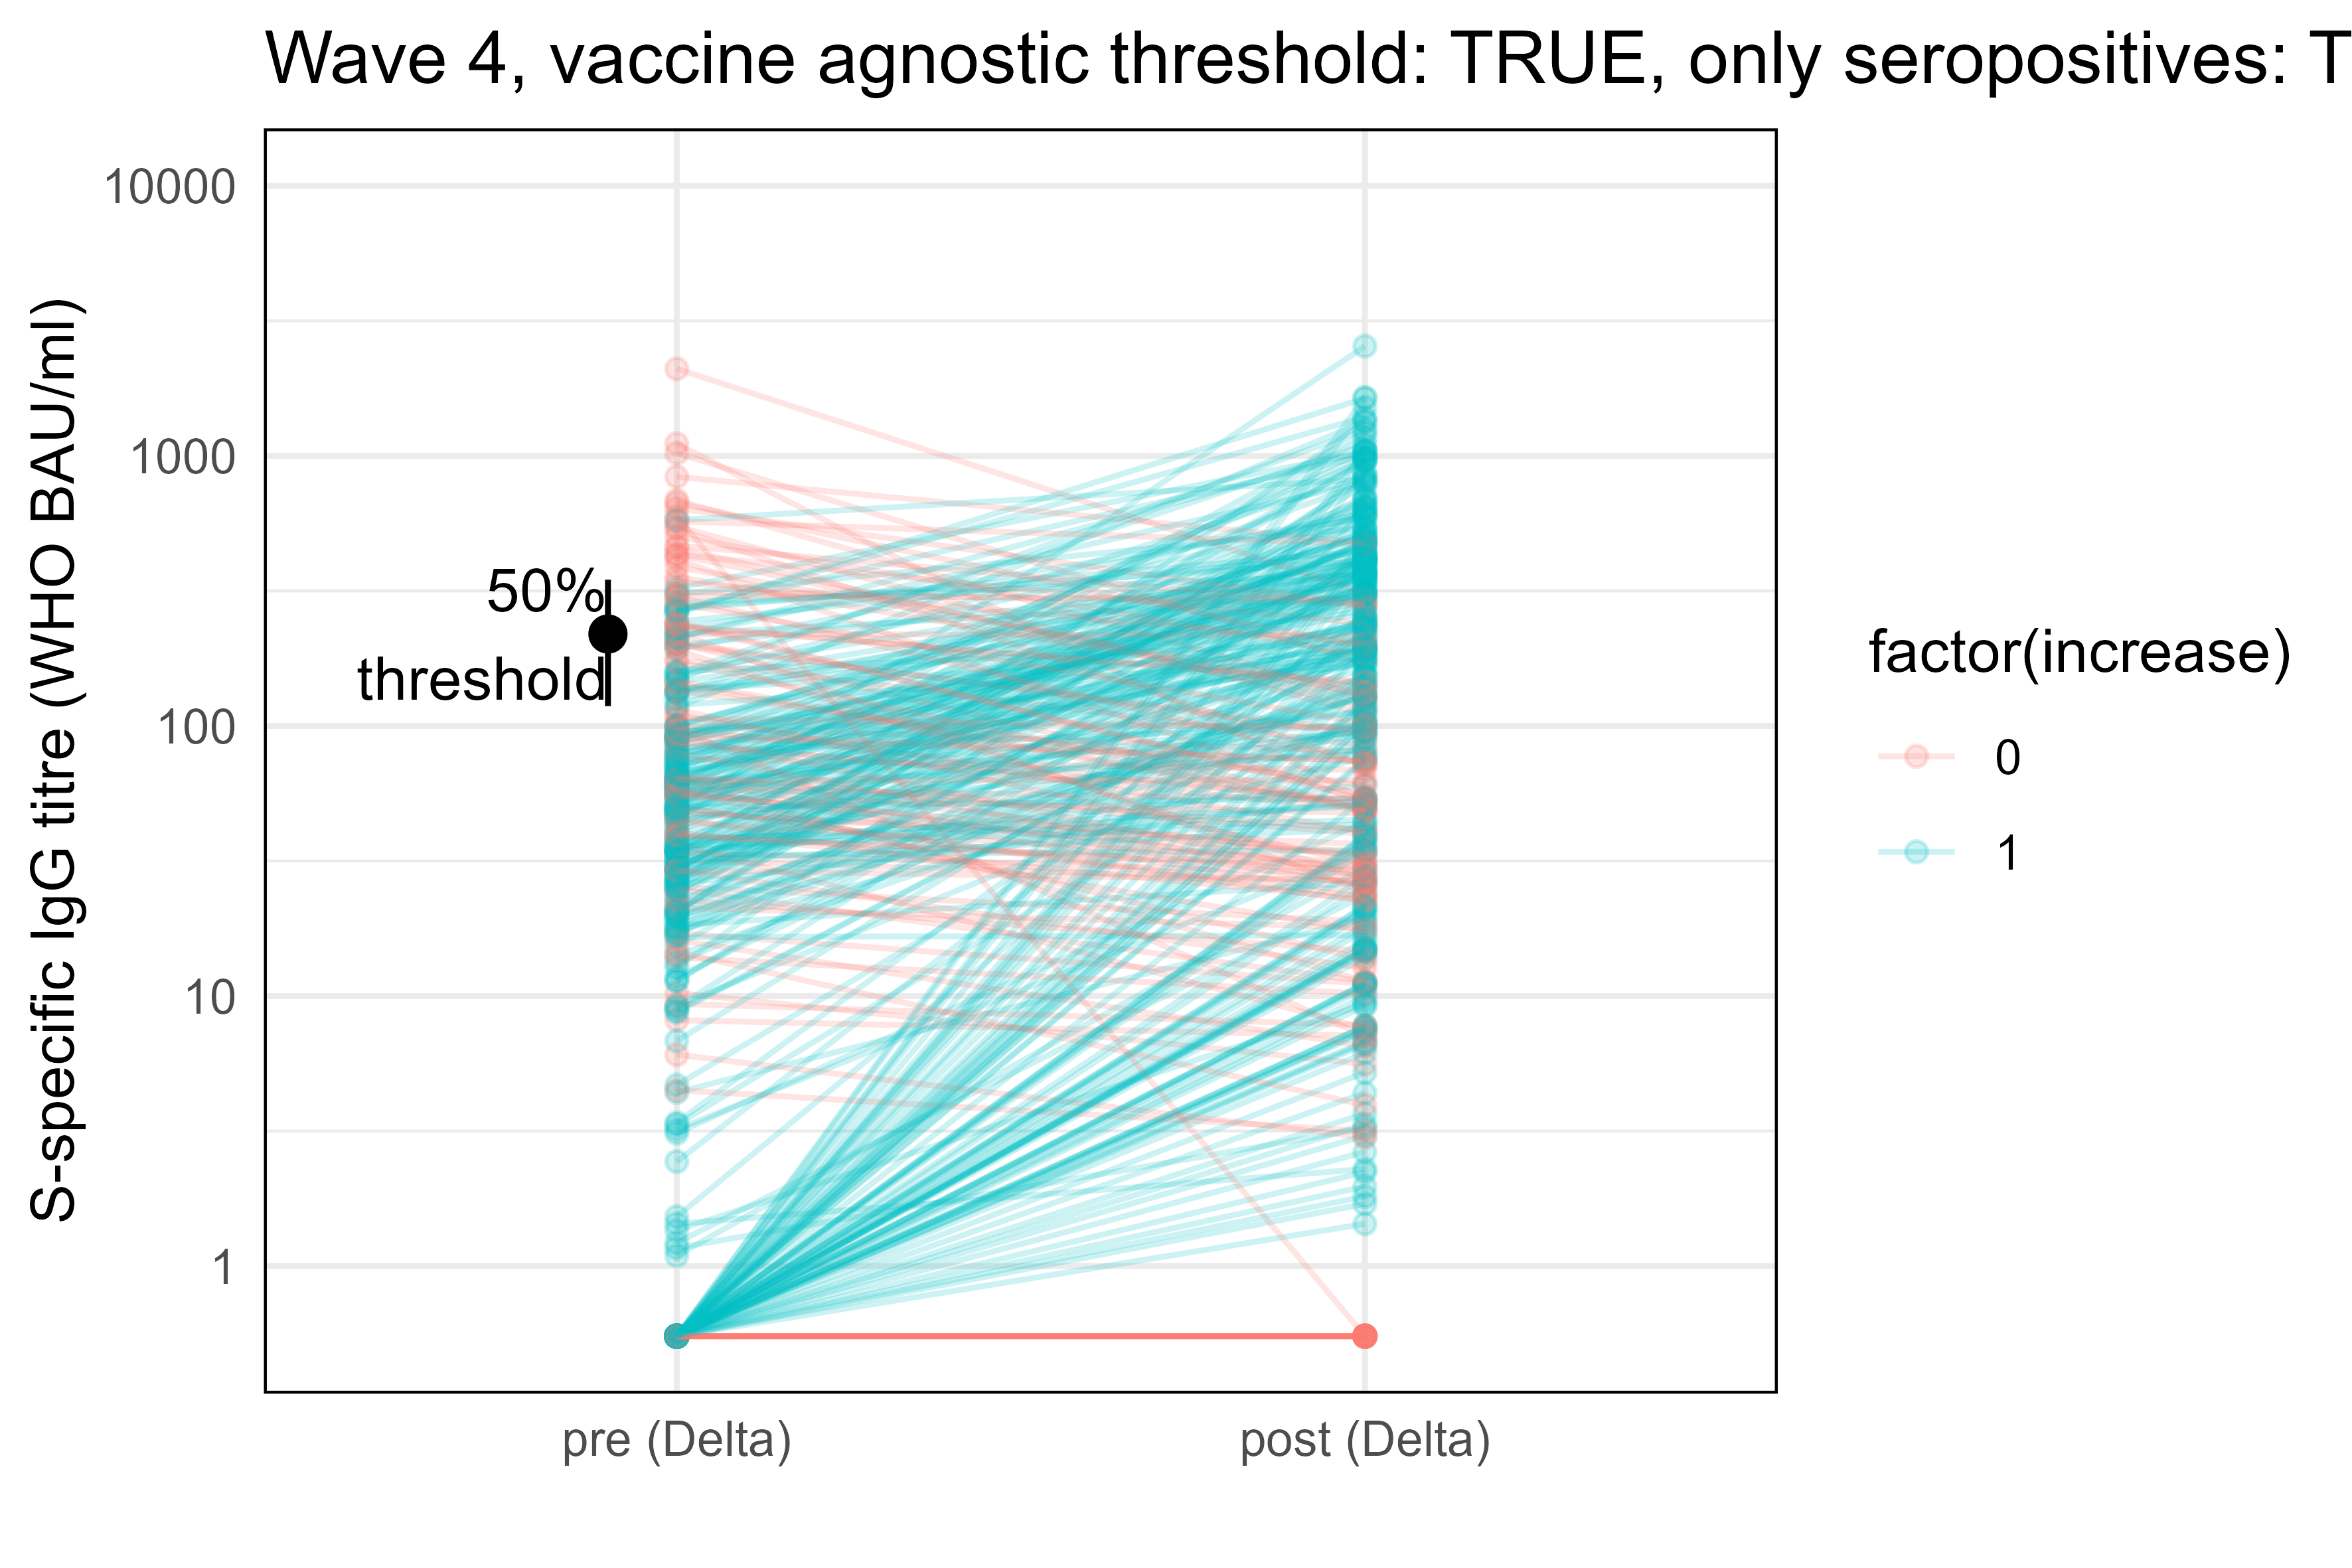 Wave 4, vaccine agnostic threshold: TRUE, only seropositives: T
S-specific IgG titre (WHO BAU/ml)
10000
1000
100
10
1
50%
threshold
pre (Delta)
post (Delta)
factor(increase)
0
1